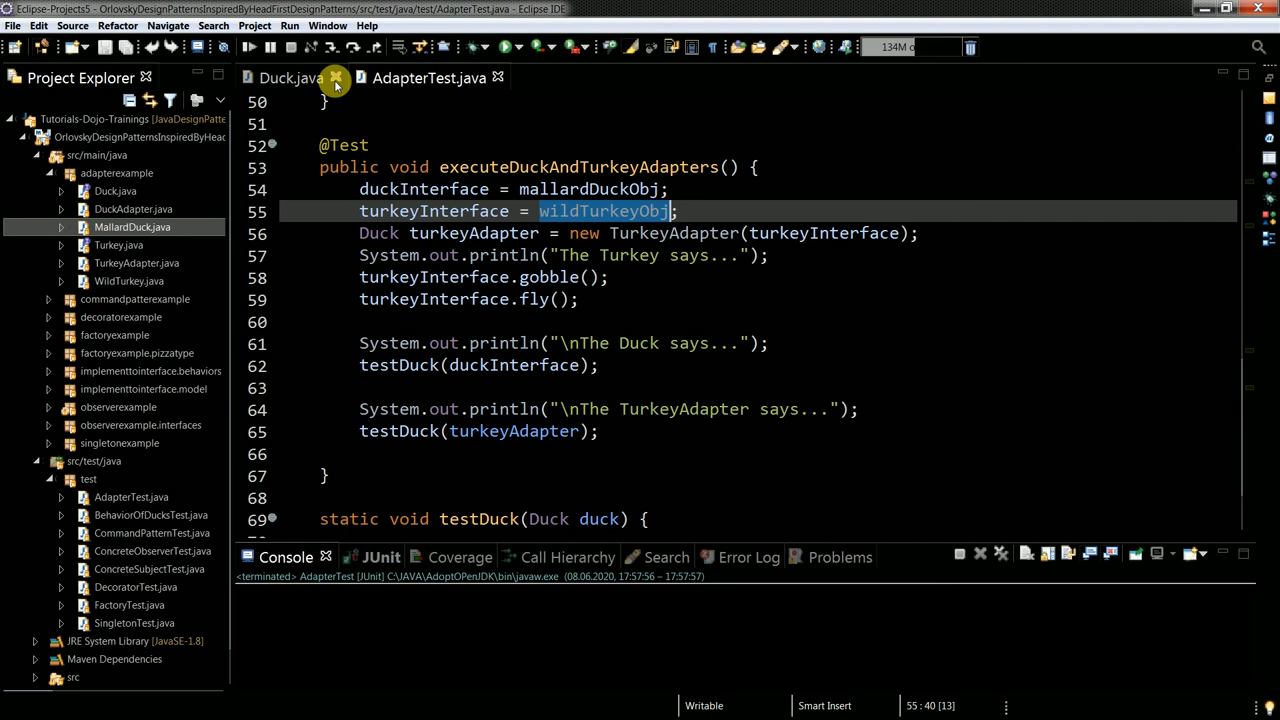 Eclipse-Projects5 - OrlovskyDesignPatternsInspiredByHeadFirstDesignPatterns/src/test/java/test/AdapterTest.java - Eclipse IDE
File Edit Source Refactor Navigate Search Project Run Window Help
134M o
Project Explorer
Duck.java
AdapterTest.java
Tutorials-Dojo-Trainings [JavaDesignPatte
OrlovskyDesignPatternsInspiredByHead
src/main/java
adapterexample
Duck.java
DuckAdapter.java
MallardDuck.java
Turkey.java
TurkeyAdapter.java
WildTurkey.java
commandpatterexample
decoratorexample
factoryexample
factoryexample.pizzatype
implementtointerface.behaviors
implementtointerface.model
observerexample
observerexample.interfaces
singletonexample
src/test/java
test
AdapterTest.java
BehaviorOfDucksTest.java
CommandPatternTest.java
ConcreteObserverTest.java
ConcreteSubjectTest.java
DecoratorTest.java
FactoryTest.java
SingletonTest.java
JRE System Library [JavaSE-1.8]
Maven Dependencies
src
50 }
51
52 @Test
53 public void executeDuckAndTurkeyAdapters() {
54 duckInterface = mallardDuckObj;
55 turkeyInterface = wildTurkeyObj;
56 Duck turkeyAdapter = new TurkeyAdapter(turkeyInterface);
57 System.out.println("The Turkey says...");
58 turkeyInterface.gobble();
59 turkeyInterface.fly();
60
61 System.out.println("\nThe Duck says...");
62 testDuck(duckInterface);
63
64 System.out.println("\nThe TurkeyAdapter says...");
65 testDuck(turkeyAdapter);
66
67 }
68
69 static void testDuck(Duck duck) {
Console JUnit Coverage Call Hierarchy Search Error Log Problems
<terminated> AdapterTest [JUnit] C:\JAVA\AdoptOPenJDK\bin\javaw.exe (08.06.2020, 17:57:56 – 17:57:57)
Writable Smart Insert 55 : 40 [13]